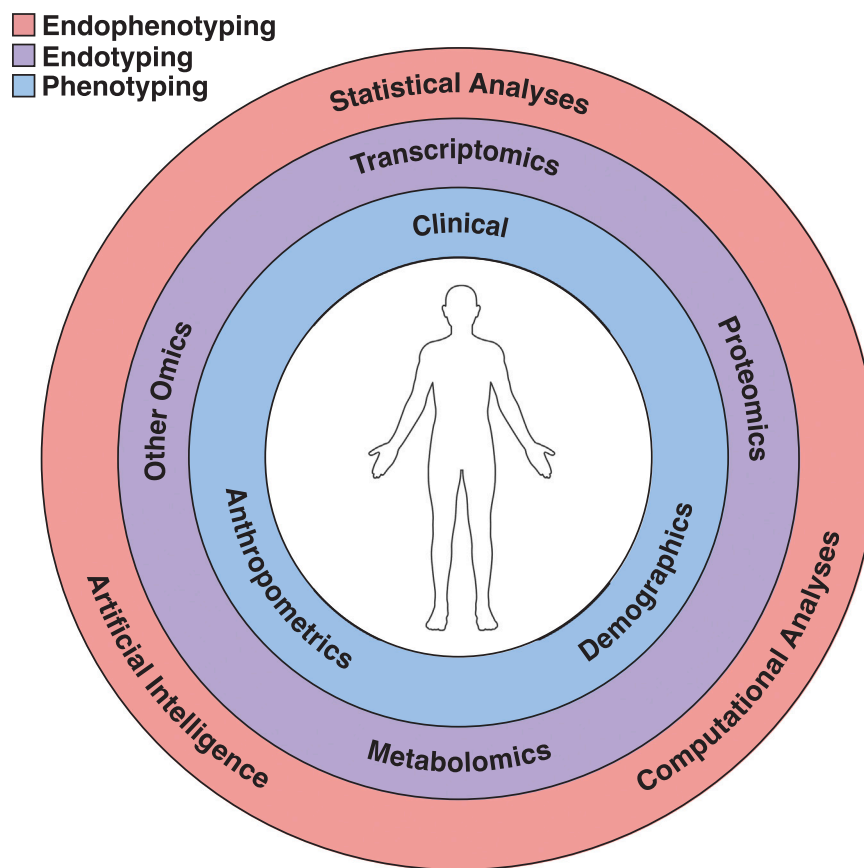 Endophenotyping
Endotyping
Phenotyping
Statistical Analyses
Transcriptomics
Clinical
Other Omics
Proteomics
Anthropometrics
Demographics
Artificial Intelligence
Computational Analyses
Metabolomics